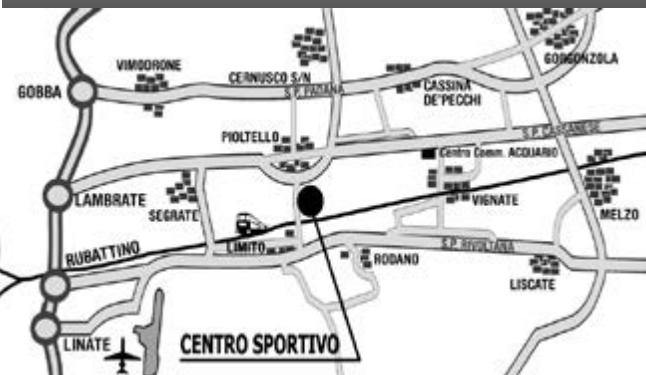 GORGONZOLA
VIMODRONE
GOBBA
CERNUSCO S/N
S.P. PADANA
CASSINA
DE'PECCHI
PIOLTELLO
S.P. CASSANESE
Centro Comm. ACQUARIO
LAMBRATE
SEGRATE
VIGNATE
MELZO
RUBATTINO
LIMITO
S.P. RIVOLTANA
RODANO
LISCATE
LINATE
CENTRO SPORTIVO